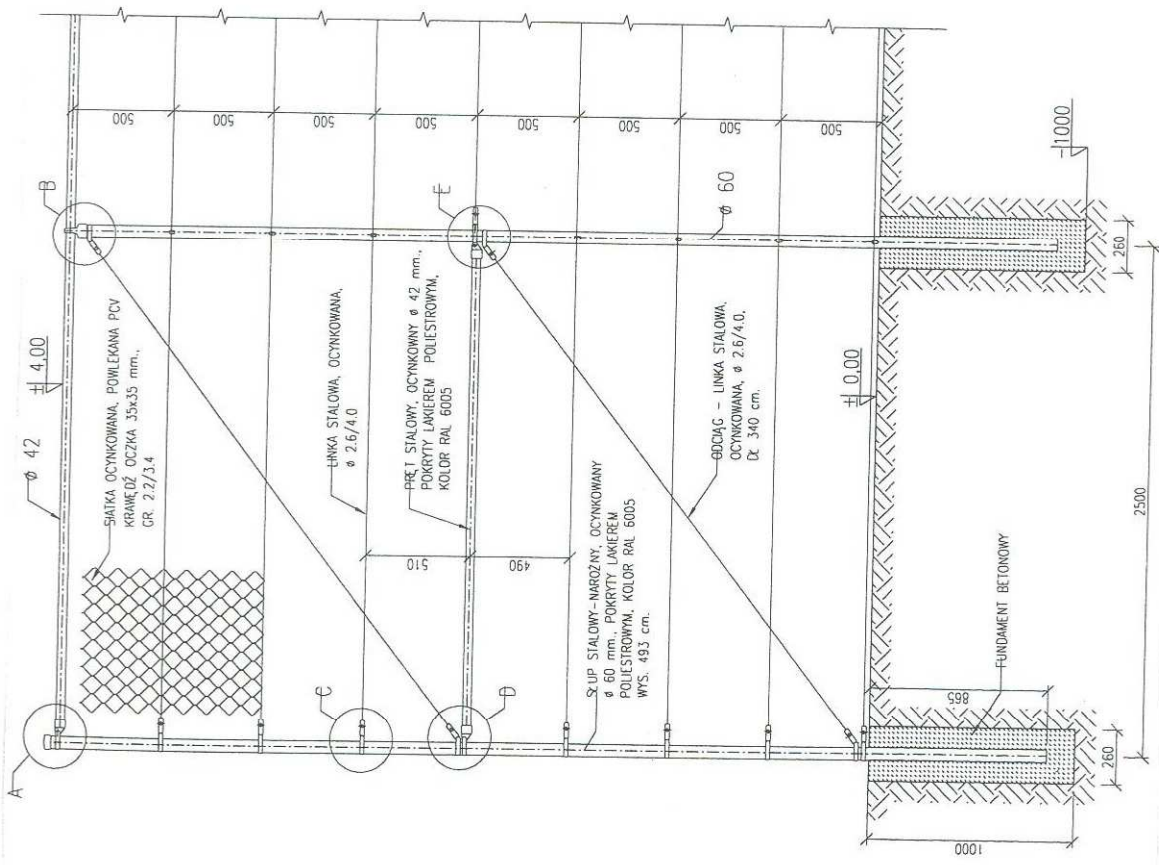 A
B
C
D
E
Ø 42
± 4,00
SIATKA OCYNKOWANA, POWLEKANA PCV
KRAWĘDŹ OCZKA 35x35 mm.,
GR. 2.2/3.4
LINKA STALOWA, OCYNKOWANA,
Ø 2.6/4.0
PRĘT STALOWY, OCYNKOWNY Ø 42 mm.,
POKRYTY LAKIEREM POLIESTROWYM,
KOLOR RAL 6005
510
490
SŁUP STALOWY-NAROŻNY, OCYNKOWANY
Ø 60 mm., POKRYTY LAKIEREM
POLIESTROWYM, KOLOR RAL 6005
WYS. 493 cm.
ODCIĄG - LINKA STALOWA,
OCYNKOWANA, Ø 2.6/4.0,
DŁ 340 cm.
Ø 60
500
500
500
500
500
500
500
500
± 0,00
-1000
FUNDAMENT BETONOWY
865
1000
260
260
2500